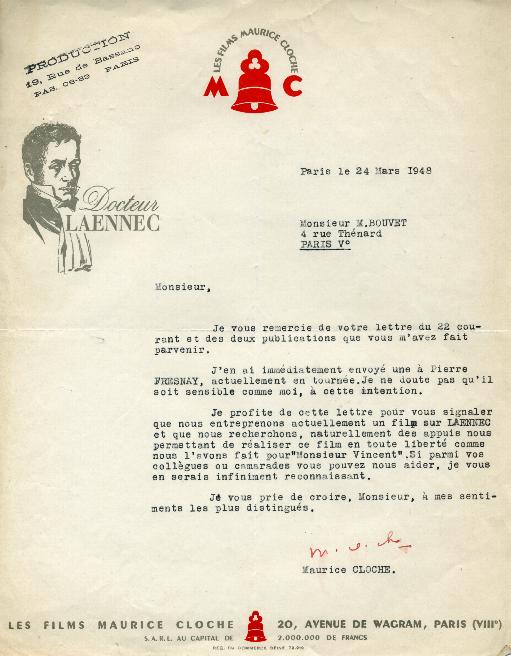 PRODUCTION
19, Rue de Bassano
PAS. 06-83 PARIS
LES FILMS MAURICE CLOCHE
M C
Docteur
LAENNEC
Paris le 24 Mars 1948
Monsieur M.BOUVET
4 rue Thénard
PARIS V°
Monsieur,
Je vous remercie de votre lettre du 22 cou-
rant et des deux publications que vous m'avez fait
parvenir.
J'en ai immédiatement envoyé une à Pierre
FRESNAY, actuellement en tournée.Je ne doute pas qu'il
soit sensible comme moi, à cette intention.
Je profite de cette lettre pour vous signaler
que nous entreprenons actuellement un film sur LAENNEC
et que nous recherchons, naturellement des appuis nous
permettant de réaliser ce film en toute liberté comme
nous l'avons fait pour"Monsieur Vincent".Si parmi vos
collègues ou camarades vous pouvez nous aider, je vous
en serais infiniment reconnaissant.
Je vous prie de croire, Monsieur, à mes senti-
ments les plus distingués.
Maurice CLOCHE.
LES FILMS MAURICE CLOCHE 20, AVENUE DE WAGRAM, PARIS (VIIIe)
S.A.R.L. AU CAPITAL DE 2.000.000 DE FRANCS
REG. DU COMMERCE SEINE